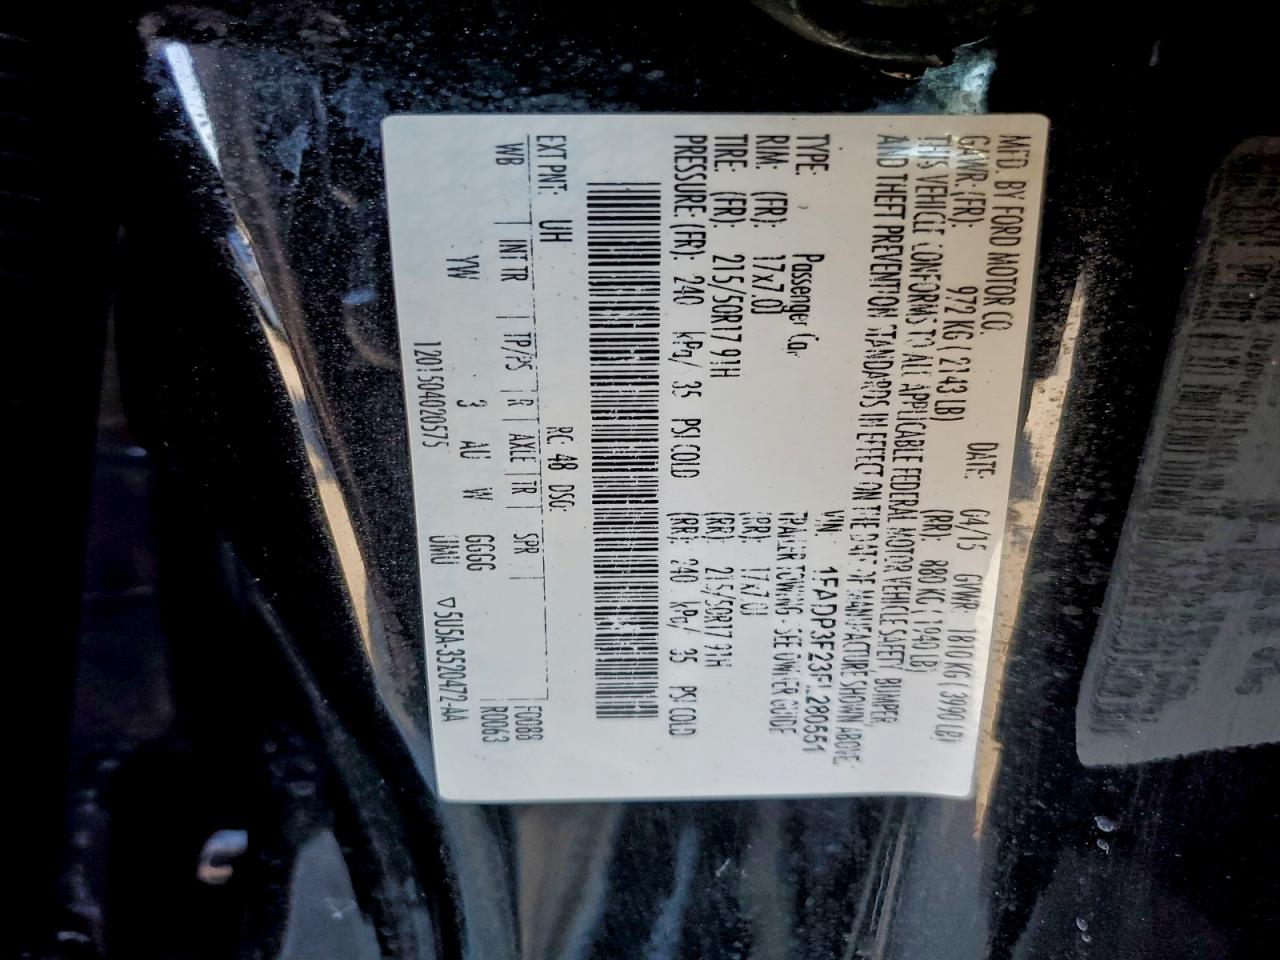 MFD. BY FORD MOTOR CO.
DATE: 04/15 GVWR: 1810 KG ( 3990 LB)
GAWR: (FR): 972 KG ( 2143 LB) (RR): 880 KG ( 1940 LB)
THIS VEHICLE CONFORMS TO ALL APPLICABLE FEDERAL MOTOR VEHICLE SAFETY, BUMPER,
AND THEFT PREVENTION STANDARDS IN EFFECT ON THE DATE OF MANUFACTURE SHOWN ABOVE.
VIN: 1FADP3F23FL280551
TYPE: Passenger Car TRAILER TOWING - SEE OWNER GUIDE
RIM: (FR): 17x7.0J (RR): 17x7.0J
TIRE: (FR): 215/50R17 91H (RR): 215/50R17 91H
PRESSURE (FR): 240 kPa/ 35 PSI COLD (RR): 240 kPa/ 35 PSI COLD
EXT PNT: UH RC: 48 DSO:
WB | INT TR | TP/PS | R | AXLE | TR | SPR | F0088
YW 3 AU W GGGG R0063
1201504020575 UMU ▽5U5A-3520472-AA